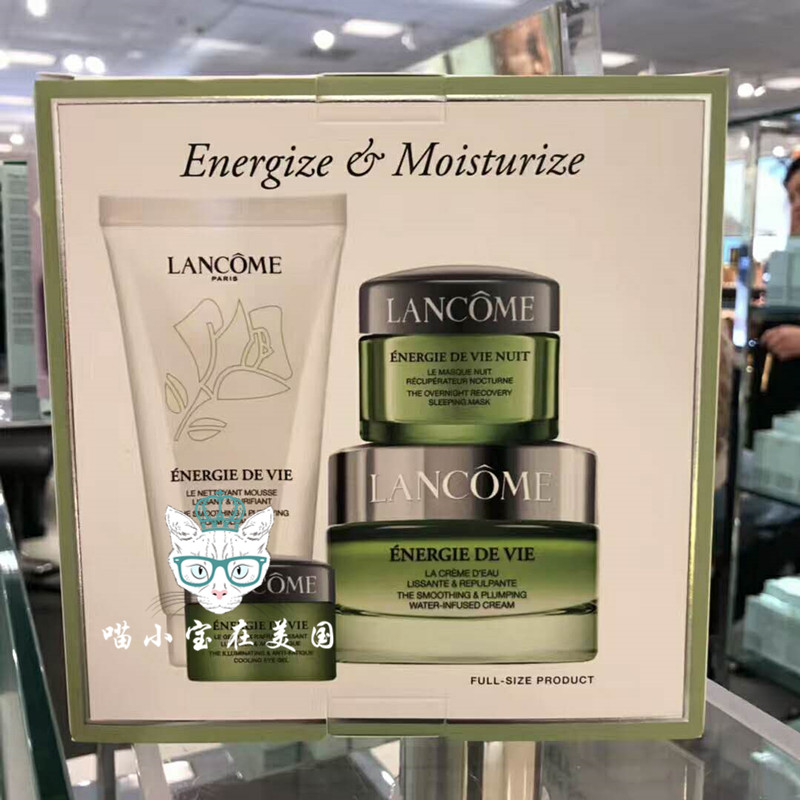 Energize & Moisturize
LANCÔME
PARIS
ÉNERGIE DE VIE
LE NETTOYANT MOUSSE
LISSANT & PURIFIANT
SMOOTHING &
LANCÔME
ÉNERGIE DE VIE NUIT
LE MASQUE NUIT
RÉCUPÉRATEUR NOCTURNE
THE OVERNIGHT RECOVERY
SLEEPING MASK
LANCÔME
ÉNERGIE DE VIE
LA CRÈME D'EAU
LISSANTE & REPULPANTE
THE SMOOTHING & PLUMPING
WATER-INFUSED CREAM
ÉNERGIE DE VIE
THE ILLUMINATING & ANTI-FATIGUE
COOLING EYE GEL
喵小宝在美国
FULL-SIZE PRODUCT